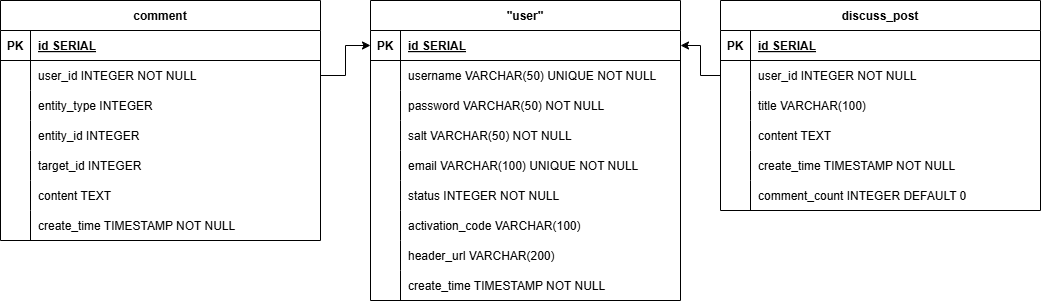 comment
PK id SERIAL
user_id INTEGER NOT NULL
entity_type INTEGER
entity_id INTEGER
target_id INTEGER
content TEXT
create_time TIMESTAMP NOT NULL
"user"
PK id SERIAL
username VARCHAR(50) UNIQUE NOT NULL
password VARCHAR(50) NOT NULL
salt VARCHAR(50) NOT NULL
email VARCHAR(100) UNIQUE NOT NULL
status INTEGER NOT NULL
activation_code VARCHAR(100)
header_url VARCHAR(200)
create_time TIMESTAMP NOT NULL
discuss_post
PK id SERIAL
user_id INTEGER NOT NULL
title VARCHAR(100)
content TEXT
create_time TIMESTAMP NOT NULL
comment_count INTEGER DEFAULT 0